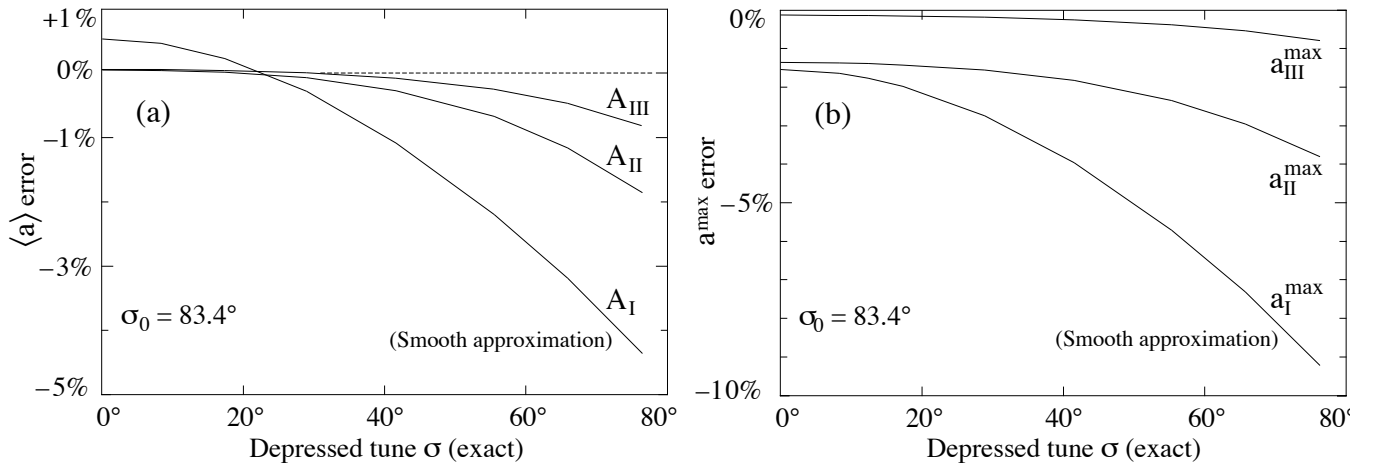 +1%
0%
(a)
A_III
−1%
A_II
⟨a⟩ error
−3%
A_I
σ_0 = 83.4°
(Smooth approximation)
−5%
0° 20° 40° 60° 80°
Depressed tune σ (exact)
0%
a_III^max
(b)
a_II^max
−5%
a^max error
a_I^max
σ_0 = 83.4°
(Smooth approximation)
−10%
0° 20° 40° 60° 80°
Depressed tune σ (exact)